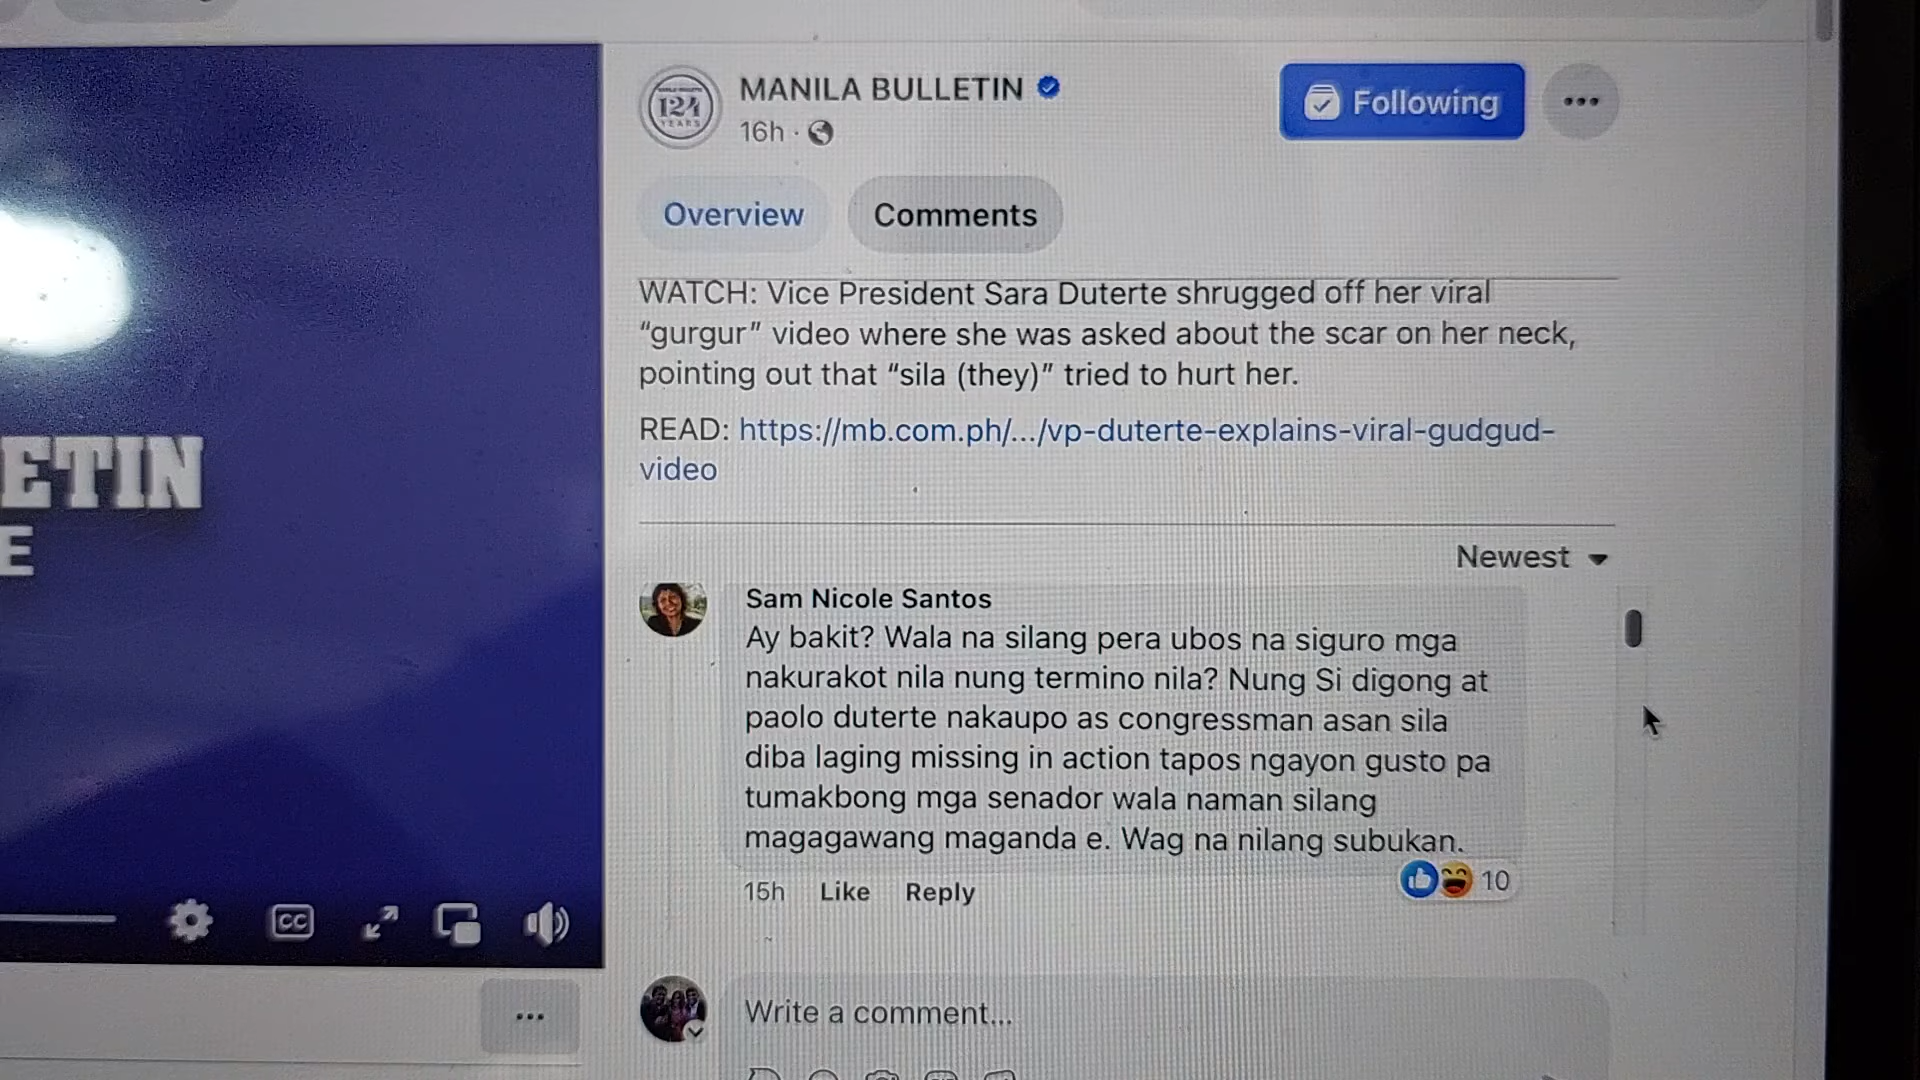 MANILA BULLETIN
124
YEARS
16h ·
Following
Overview
Comments
WATCH: Vice President Sara Duterte shrugged off her viral
“gurgur” video where she was asked about the scar on her neck,
pointing out that “sila (they)” tried to hurt her.
READ: https://mb.com.ph/.../vp-duterte-explains-viral-gudgud-
video
ETIN
E
CC
Newest
Sam Nicole Santos
Ay bakit? Wala na silang pera ubos na siguro mga
nakurakot nila nung termino nila? Nung Si digong at
paolo duterte nakaupo as congressman asan sila
diba laging missing in action tapos ngayon gusto pa
tumakbong mga senador wala naman silang
magagawang maganda e. Wag na nilang subukan.
15h Like Reply
10
Write a comment...